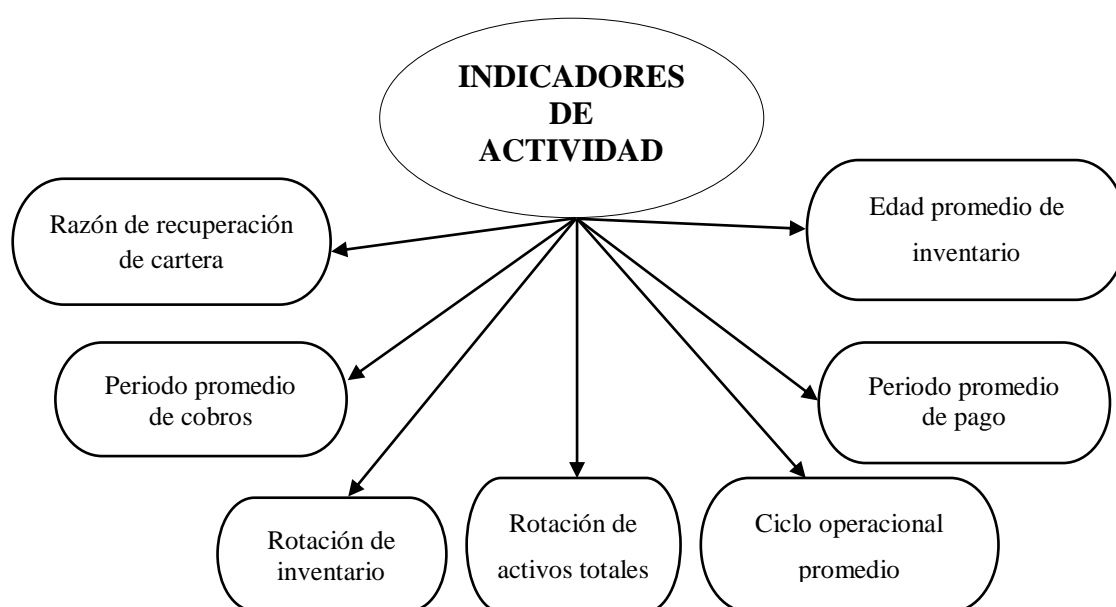 INDICADORES
DE
ACTIVIDAD
Razón de recuperación
de cartera
Edad promedio de
inventario
Periodo promedio
de cobros
Periodo promedio
de pago
Rotación de
inventario
Rotación de
activos totales
Ciclo operacional
promedio